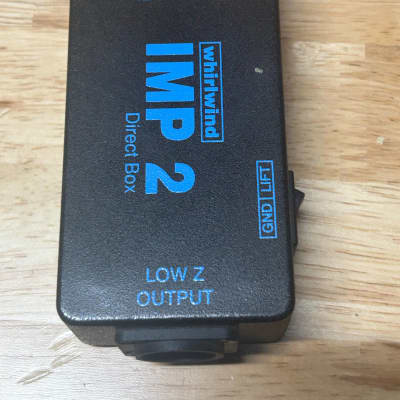 whirlwind
IMP 2
Direct Box
GND LIFT
LOW Z
OUTPUT